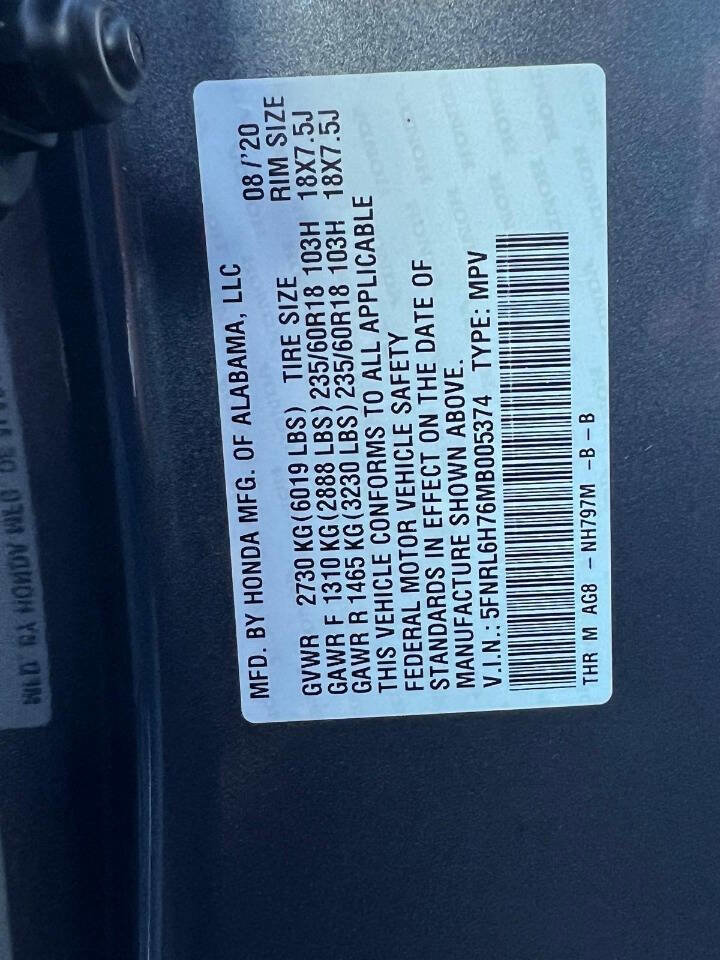 MFD. BY HONDA MFG. OF ALABAMA, LLC 08/'20
GVWR 2730 KG(6019 LBS) TIRE SIZE RIM SIZE
GAWR F 1310 KG(2888 LBS) 235/60R18 103H 18X7.5J
GAWR R 1465 KG(3230 LBS) 235/60R18 103H 18X7.5J
THIS VEHICLE CONFORMS TO ALL APPLICABLE
FEDERAL MOTOR VEHICLE SAFETY
STANDARDS IN EFFECT ON THE DATE OF
MANUFACTURE SHOWN ABOVE.
V.I.N.: 5FNRL6H76MB005374 TYPE: MPV
THR M AG8 - NH797M -B - B